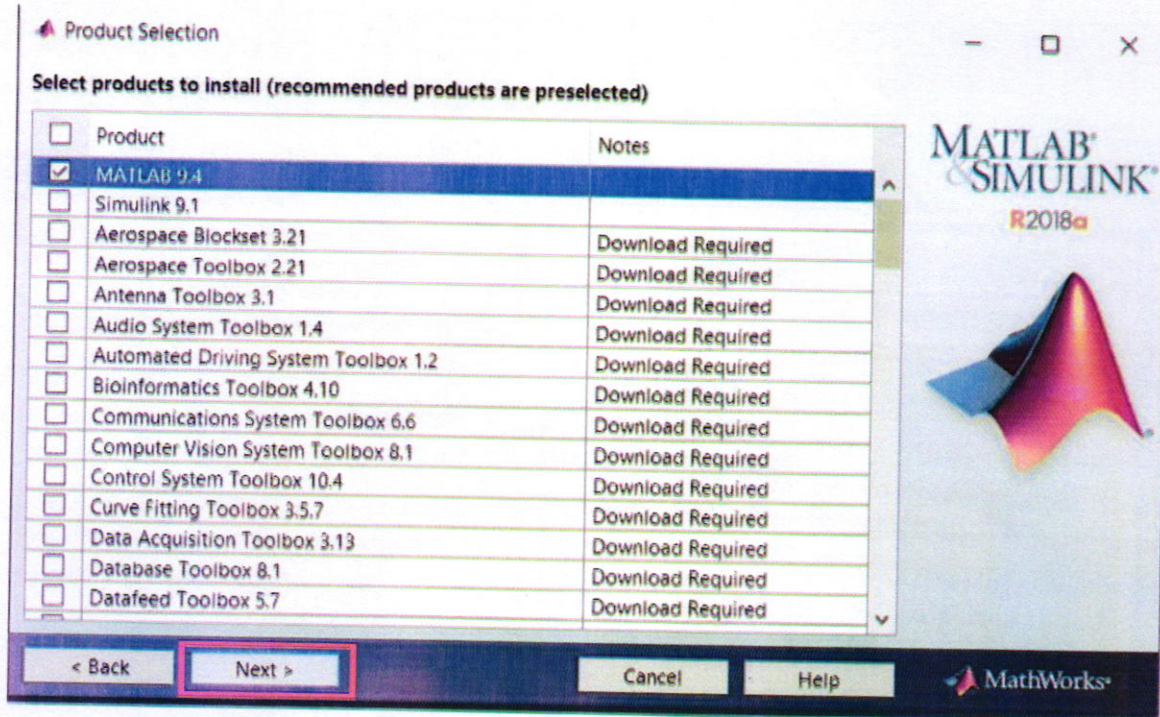 Product Selection
Select products to install (recommended products are preselected)
Product Notes
MATLAB 9.4
Simulink 9.1
Aerospace Blockset 3.21 Download Required
Aerospace Toolbox 2.21 Download Required
Antenna Toolbox 3.1 Download Required
Audio System Toolbox 1.4 Download Required
Automated Driving System Toolbox 1.2 Download Required
Bioinformatics Toolbox 4.10 Download Required
Communications System Toolbox 6.6 Download Required
Computer Vision System Toolbox 8.1 Download Required
Control System Toolbox 10.4 Download Required
Curve Fitting Toolbox 3.5.7 Download Required
Data Acquisition Toolbox 3.13 Download Required
Database Toolbox 8.1 Download Required
Datafeed Toolbox 5.7 Download Required
MATLAB®
&SIMULINK®
R2018a
®
< Back Next > Cancel Help MathWorks®